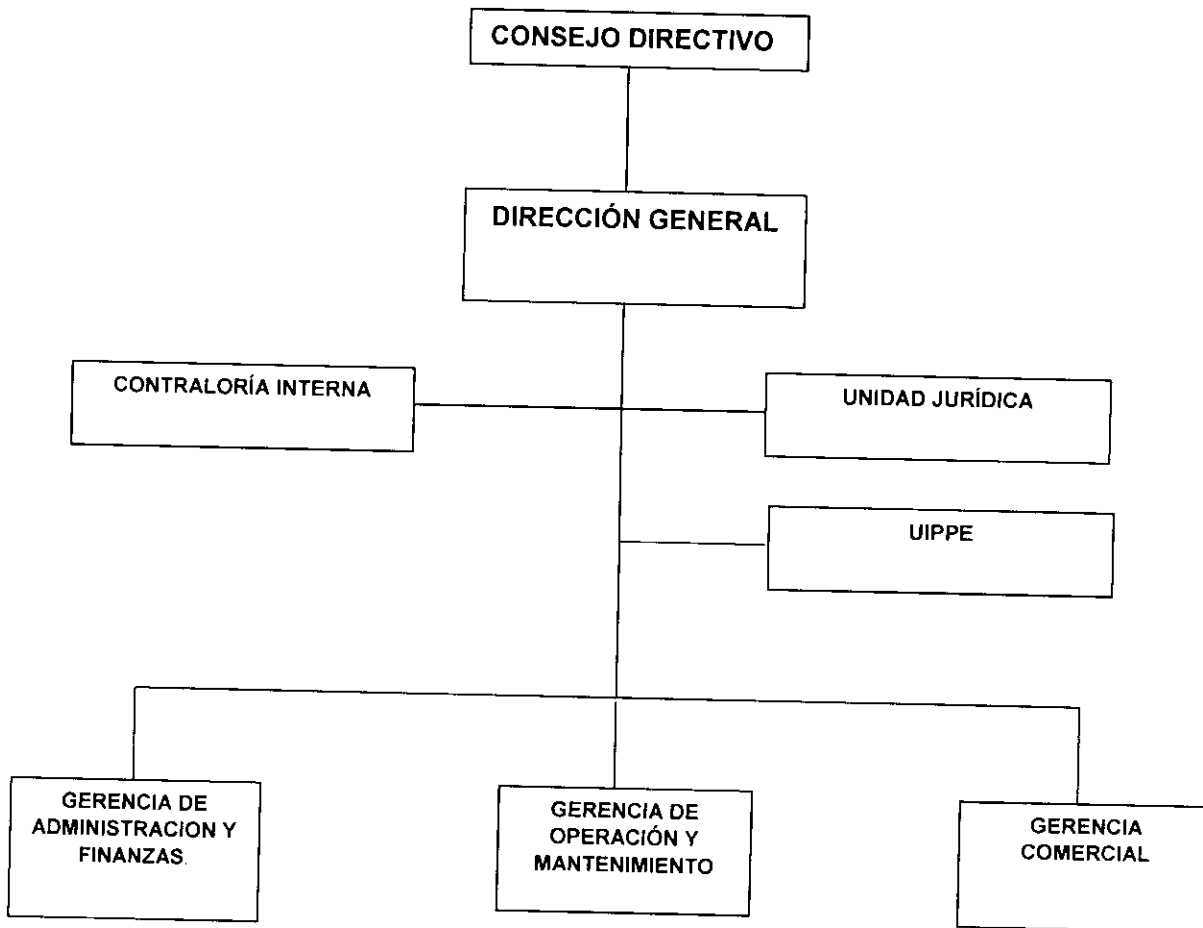 CONSEJO DIRECTIVO
DIRECCIÓN GENERAL
CONTRALORÍA INTERNA
UNIDAD JURÍDICA
UIPPE
GERENCIA DE
ADMINISTRACION Y
FINANZAS.
GERENCIA DE
OPERACIÓN Y
MANTENIMIENTO
GERENCIA
COMERCIAL